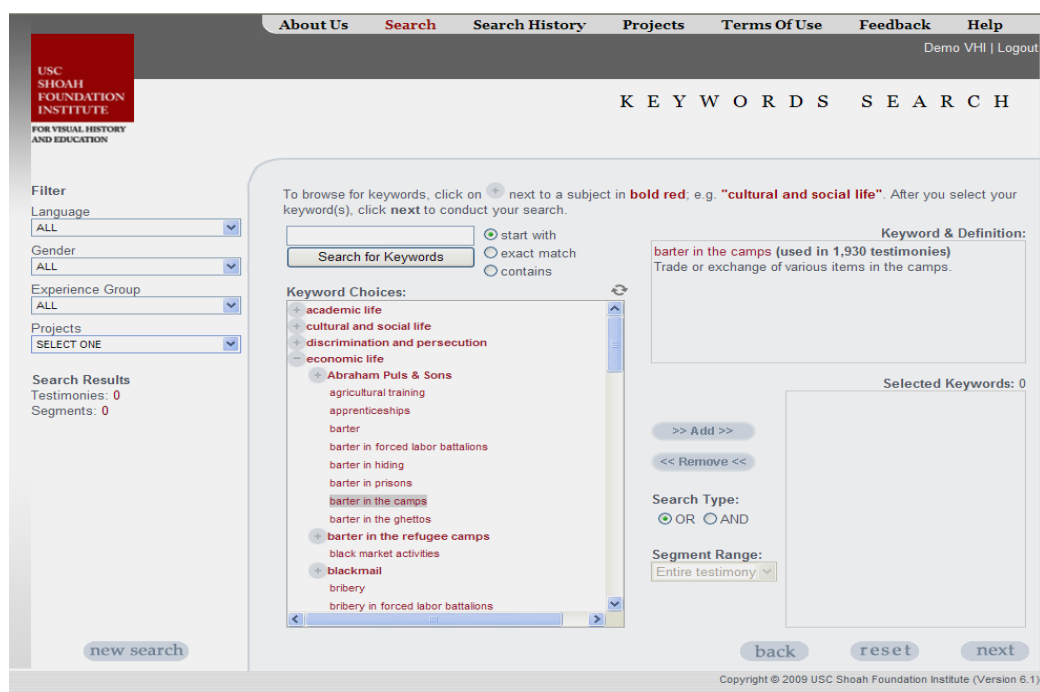 About Us Search Search History Projects Terms Of Use Feedback Help
Demo VHI | Logout
USC
SHOAH
FOUNDATION
INSTITUTE
FOR VISUAL HISTORY
AND EDUCATION
KEYWORDS SEARCH
Filter
Language
ALL
Gender
ALL
Experience Group
ALL
Projects
SELECT ONE
Search Results
Testimonies: 0
Segments: 0
new search
To browse for keywords, click on + next to a subject in bold red; e.g. "cultural and social life". After you select your
keyword(s), click next to conduct your search.
start with
Search for Keywords
exact match
contains
Keyword Choices:
+ academic life
+ cultural and social life
+ discrimination and persecution
− economic life
+ Abraham Puls & Sons
agricultural training
apprenticeships
barter
barter in forced labor battalions
barter in hiding
barter in prisons
barter in the camps
barter in the ghettos
+ barter in the refugee camps
black market activities
+ blackmail
bribery
bribery in forced labor battalions
Keyword & Definition:
barter in the camps (used in 1,930 testimonies)
Trade or exchange of various items in the camps.
Selected Keywords: 0
>> Add >>
<< Remove <<
Search Type:
OR AND
Segment Range:
Entire testimony
back reset next
Copyright © 2009 USC Shoah Foundation Institute (Version 6.1)